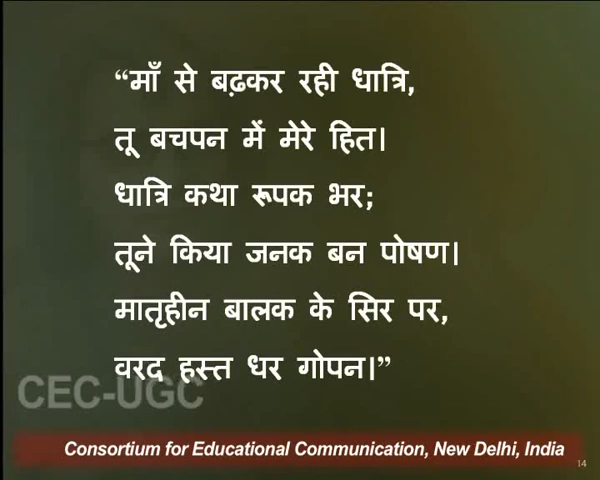 “माँ से बढ़कर रही धात्रि,
तू बचपन में मेरे हित।
धात्रि कथा रूपक भर;
तूने किया जनक बन पोषण।
मातृहीन बालक के सिर पर,
वरद हस्त धर गोपन।”
CEC-UGC
Consortium for Educational Communication, New Delhi, India
14